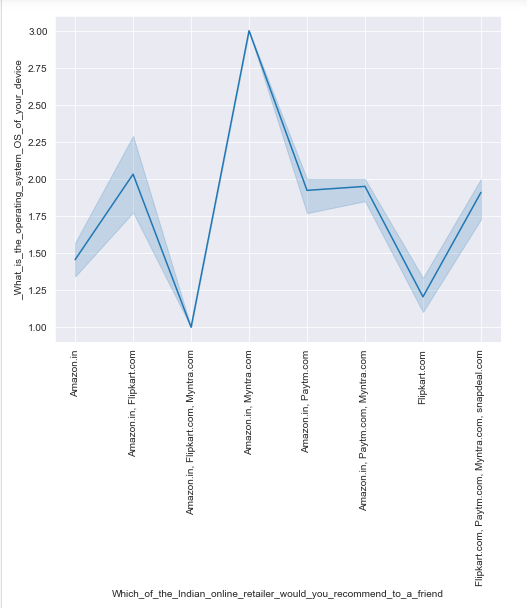 3.00
2.75
2.50
2.25
2.00
1.75
1.50
1.25
1.00
_What_is_the_operating_system_OS_of_your_device
Amazon.in
Amazon.in, Flipkart.com
Amazon.in, Flipkart.com, Myntra.com
Amazon.in, Myntra.com
Amazon.in, Paytm.com
Amazon.in, Paytm.com, Myntra.com
Flipkart.com
Flipkart.com, Paytm.com, Myntra.com, snapdeal.com
Which_of_the_Indian_online_retailer_would_you_recommend_to_a_friend